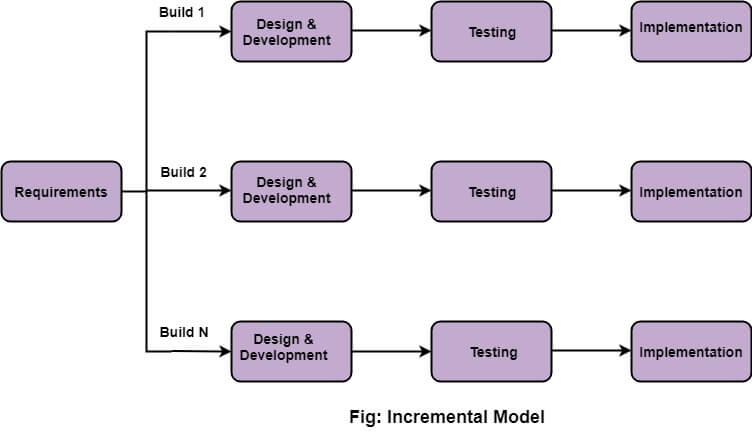 Build 1
Design &
Development
Testing
Implementation
Requirements
Build 2
Design &
Development
Testing
Implementation
Build N
Design &
Development
Testing
Implementation
Fig: Incremental Model